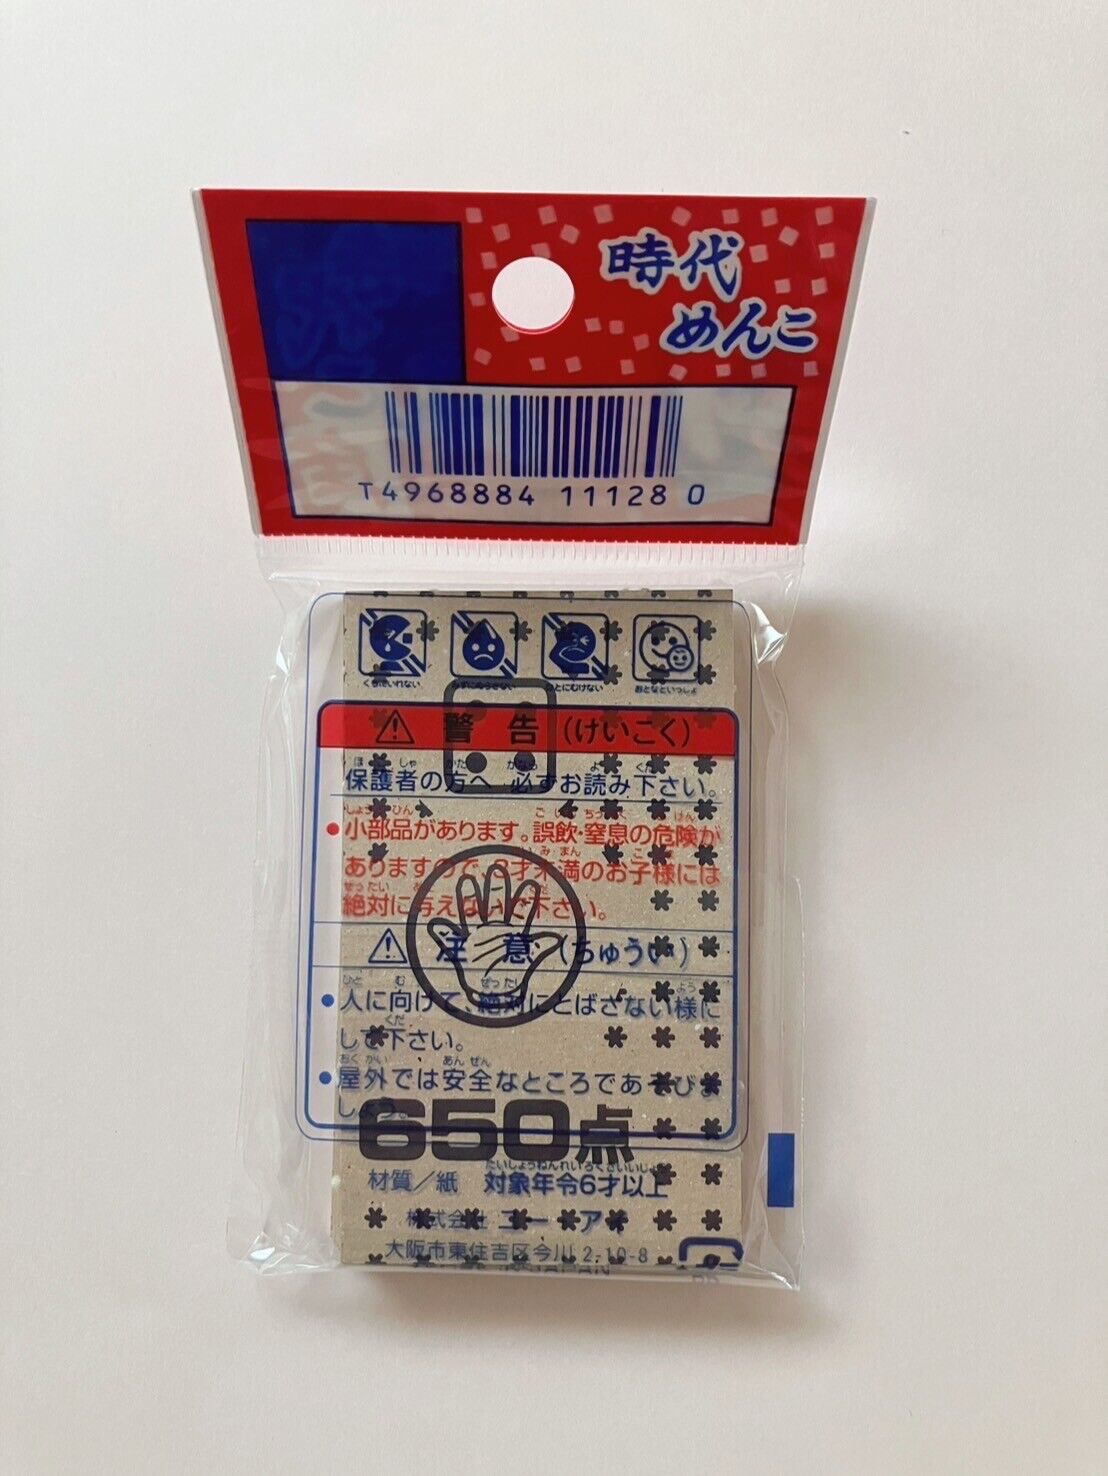 時代
めんこ
T4968884 111128 0
くちにいれない
ひとにむけない
おとなといっしょ
警告 (けいこく)
保護者の方へ 必ずお読み下さい。
小部品があります。誤飲・窒息の危険が
ありますので、3才未満のお子様には
絶対に与えないで下さい。
注意 (ちゅうい)
人に向けて、絶対にとばさない様に
して下さい。
屋外では安全なところであそびま
しょう。
650点
材質/紙 対象年令6才以上
株式会社
大阪市東住吉区今川 2-10-8